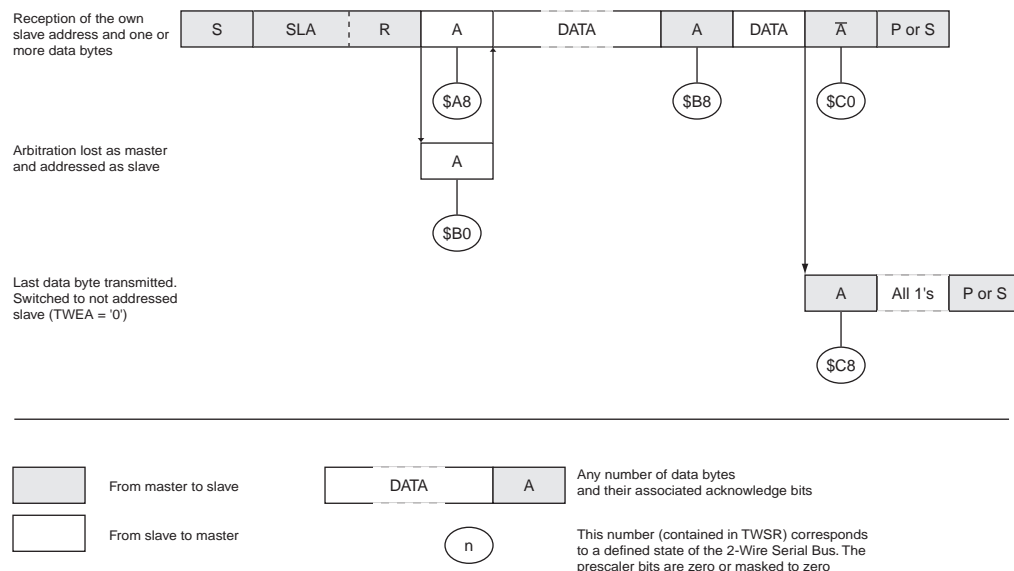 Reception of the own
slave address and one or
more data bytes
S SLA R A DATA A DATA A̅ P or S
$A8 $B8 $C0
Arbitration lost as master
and addressed as slave
A
$B0
Last data byte transmitted.
Switched to not addressed
slave (TWEA = '0')
A All 1's P or S
$C8
From master to slave
DATA A
Any number of data bytes
and their associated acknowledge bits
From slave to master
n
This number (contained in TWSR) corresponds
to a defined state of the 2-Wire Serial Bus. The
prescaler bits are zero or masked to zero